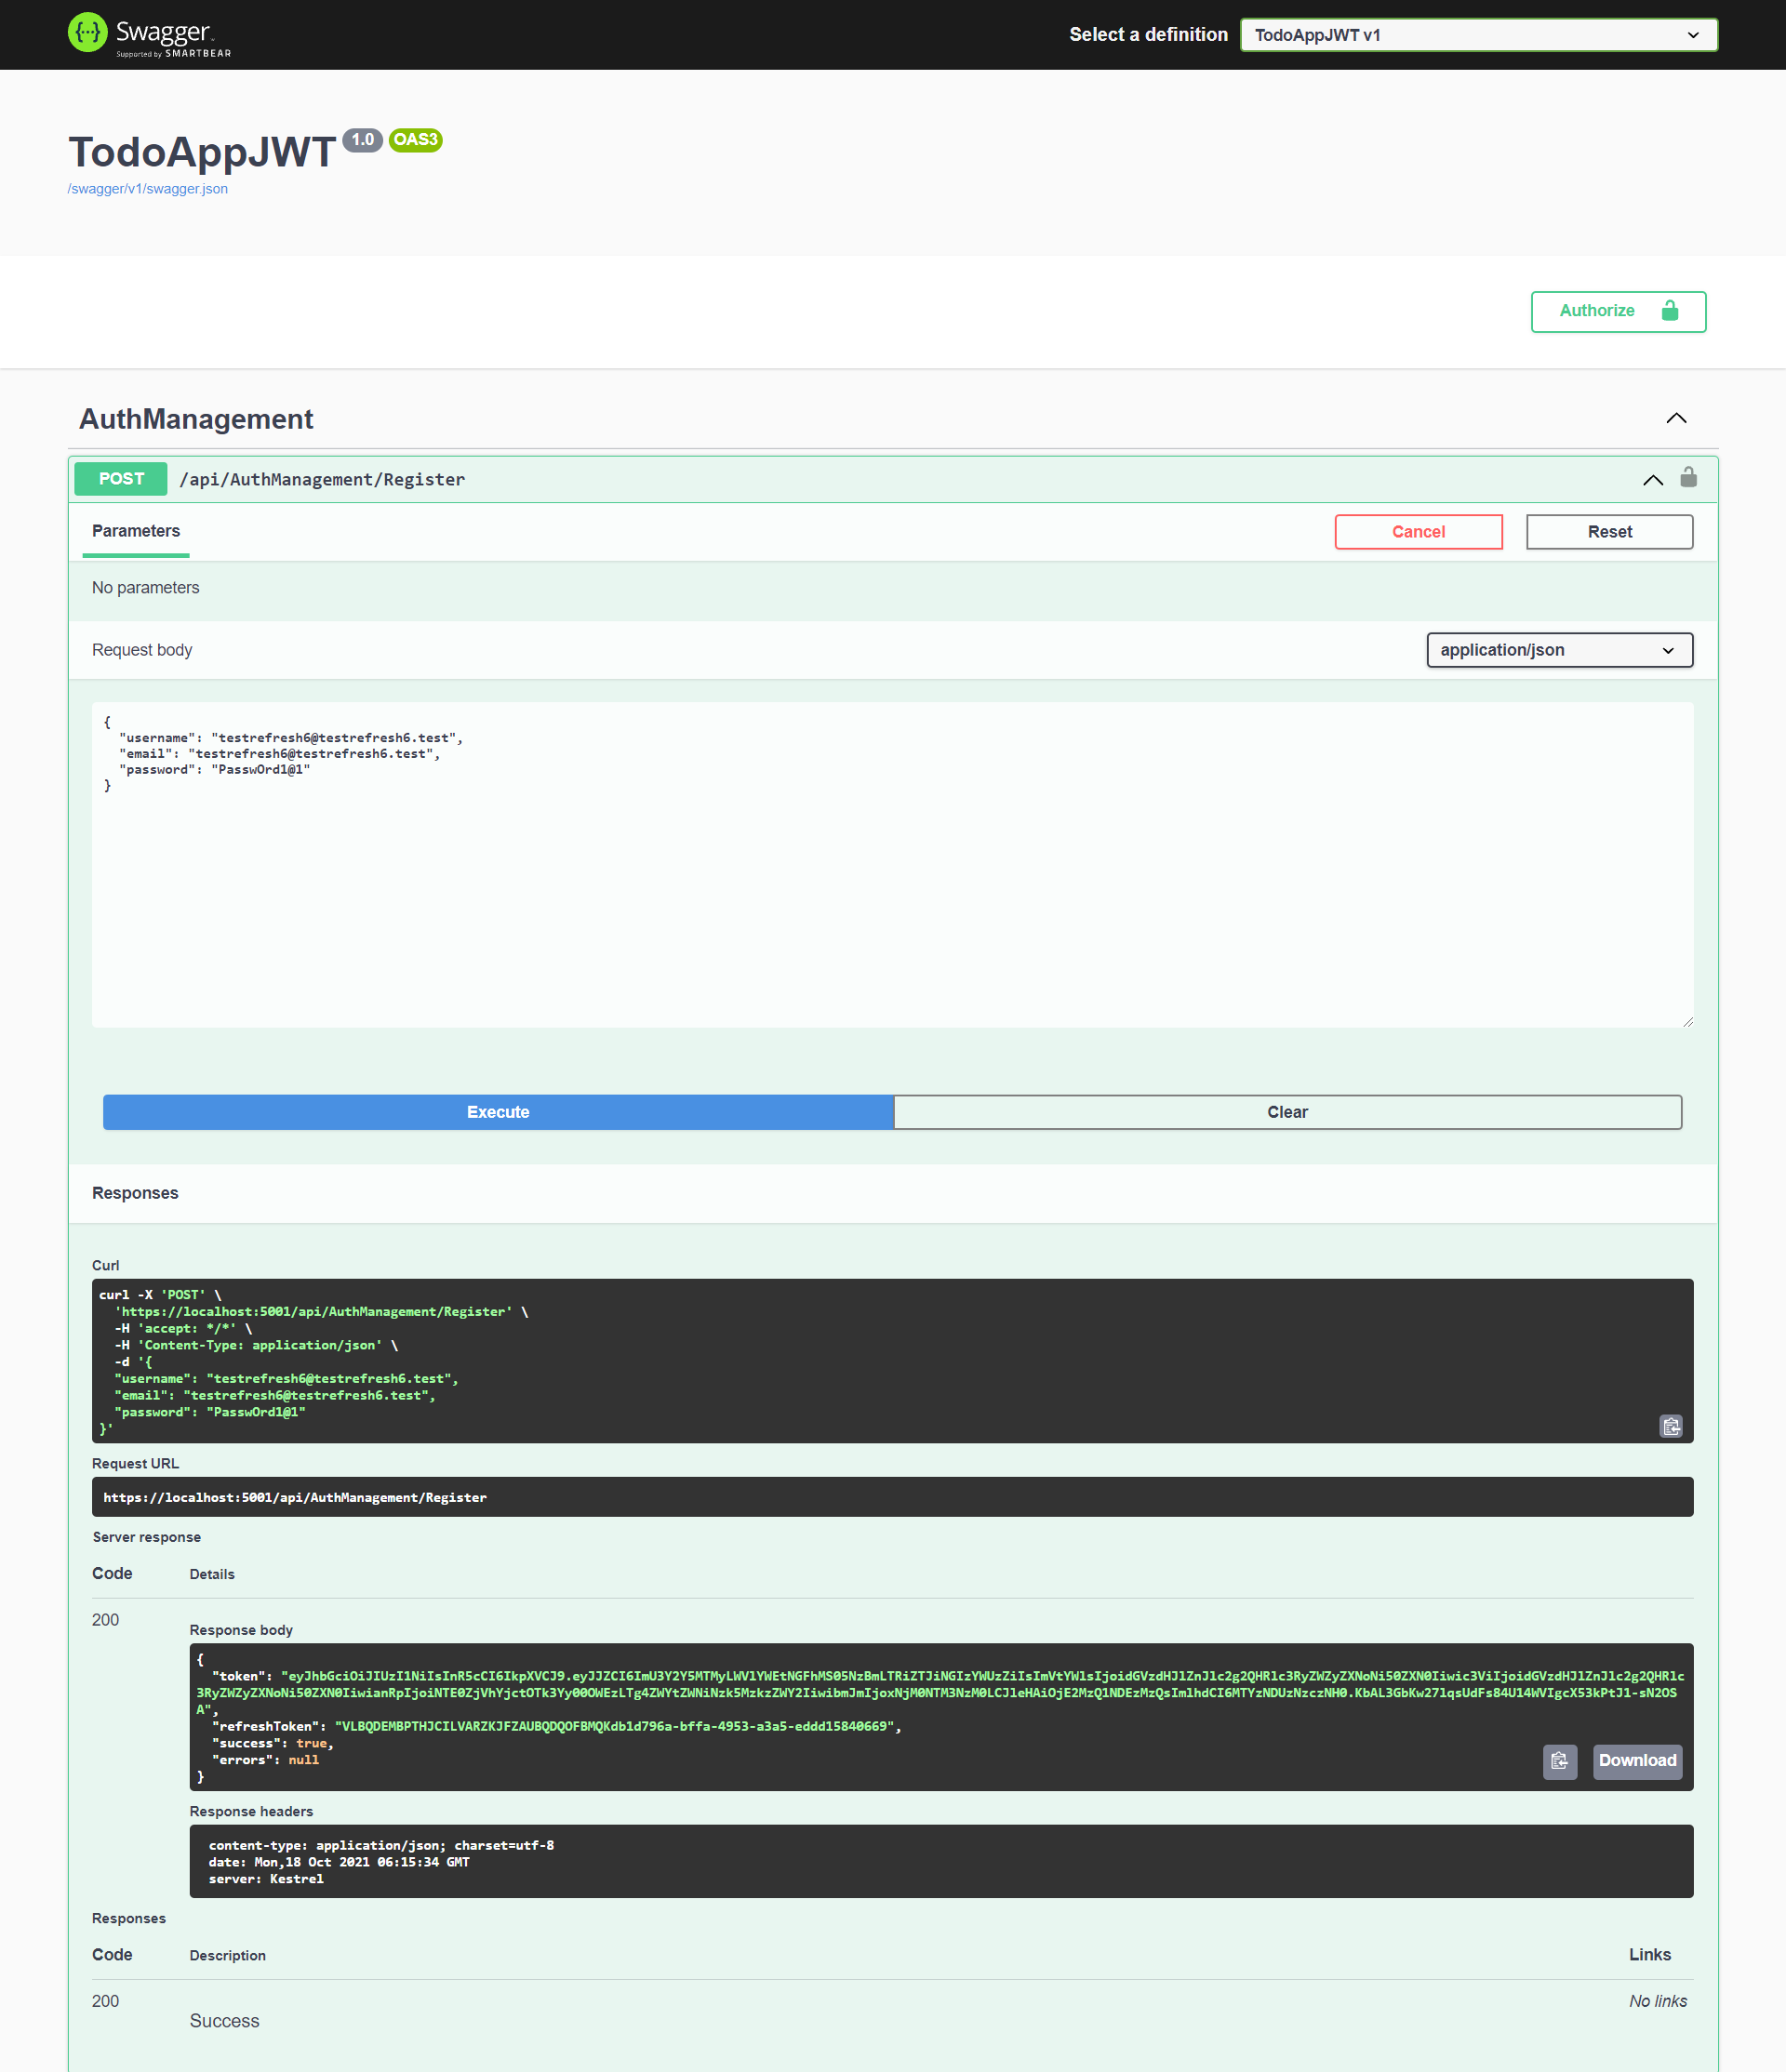 Swagger
Supported by SMARTBEAR
Select a definition
TodoAppJWT v1
TodoAppJWT 1.0 OAS3
/swagger/v1/swagger.json
Authorize
AuthManagement
POST /api/AuthManagement/Register
Parameters
Cancel
Reset
No parameters
Request body
application/json
{
"username": "testrefresh6@testrefresh6.test",
"email": "testrefresh6@testrefresh6.test",
"password": "PasswOrd1@1"
}
Execute
Clear
Responses
Curl
curl -X 'POST' \
'https://localhost:5001/api/AuthManagement/Register' \
-H 'accept: */*' \
-H 'Content-Type: application/json' \
-d '{
"username": "testrefresh6@testrefresh6.test",
"email": "testrefresh6@testrefresh6.test",
"password": "PasswOrd1@1"
}'
Request URL
https://localhost:5001/api/AuthManagement/Register
Server response
Code Details
200
Response body
{
"token":
"refreshToken": "VLBQDEMBPTHJCILVARZKJFZAUBQDQOFBMQKdb1d796a-bffa-4953-a3a5-eddd15840669",
"success": true,
"errors": null
}
Download
Response headers
content-type: application/json; charset=utf-8
date: Mon,18 Oct 2021 06:15:34 GMT
server: Kestrel
Responses
Code Description Links
200 Success No links